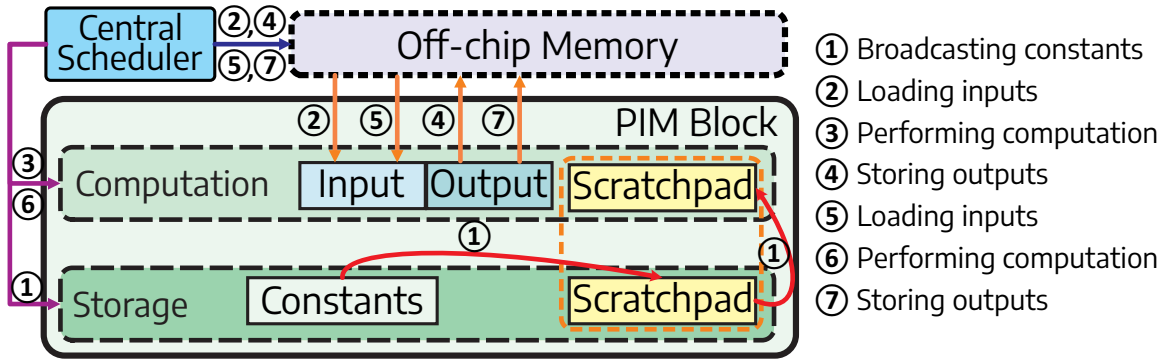 Central
Scheduler
②,④
⑤,⑦
Off-chip Memory
② ⑤ ④ ⑦
PIM Block
③
⑥
Computation
Input
Output
Scratchpad
①
①
①
Storage
Constants
Scratchpad
① Broadcasting constants
② Loading inputs
③ Performing computation
④ Storing outputs
⑤ Loading inputs
⑥ Performing computation
⑦ Storing outputs